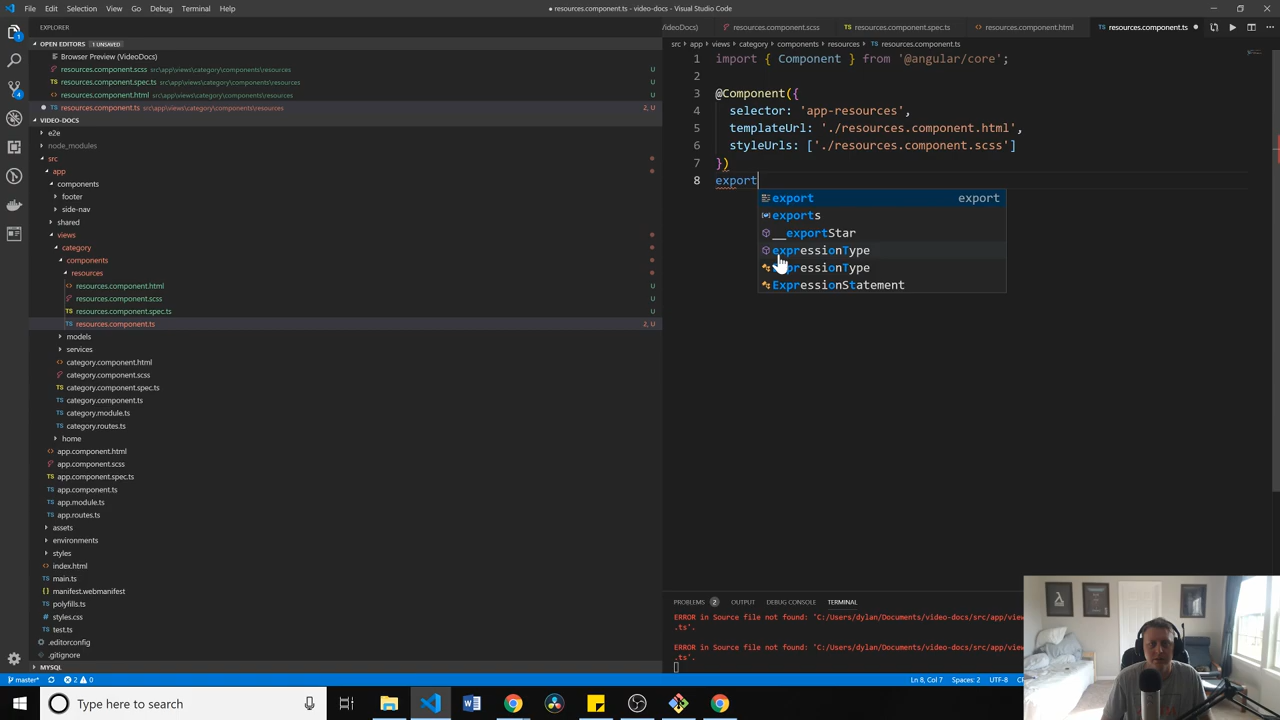 File Edit Selection View Go Debug Terminal Help
● resources.component.ts - video-docs - Visual Studio Code
EXPLORER
OPEN EDITORS 1 UNSAVED
Browser Preview (VideoDocs)
resources.component.scss src\app\views\category\components\resources U
resources.component.spec.ts src\app\views\category\components\resources U
resources.component.html src\app\views\category\components\resources U
resources.component.ts src\app\views\category\components\resources 2, U
VIDEO-DOCS
e2e
node_modules
src
app
components
footer
side-nav
shared
views
category
components
resources
resources.component.html U
resources.component.scss U
resources.component.spec.ts U
resources.component.ts 2, U
models
services
category.component.html
category.component.scss
category.component.spec.ts
category.component.ts
category.module.ts
category.routes.ts
home
app.component.html
app.component.scss
app.component.spec.ts
app.component.ts
app.module.ts
app.routes.ts
assets
environments
styles
index.html
main.ts
manifest.webmanifest
polyfills.ts
styles.css
test.ts
.editorconfig
.gitignore
MYSQL
VideoDocs) resources.component.scss resources.component.spec.ts resources.component.html resources.component.ts
src > app > views > category > components > resources > TS resources.component.ts
1 import { Component } from '@angular/core';
2
3 @Component({
4 selector: 'app-resources',
5 templateUrl: './resources.component.html',
6 styleUrls: ['./resources.component.scss']
7 })
8 export
export export
exports
__exportStar
expressionType
expressionType
ExpressionStatement
PROBLEMS 2 OUTPUT DEBUG CONSOLE TERMINAL
ERROR in Source file not found: 'C:/Users/dylan/Documents/video-docs/src/app/view
.ts'.
ERROR in Source file not found: 'C:/Users/dylan/Documents/video-docs/src/app/view
.ts'.
master* 2 0
Ln 8, Col 7 Spaces: 2 UTF-8
Type here to search